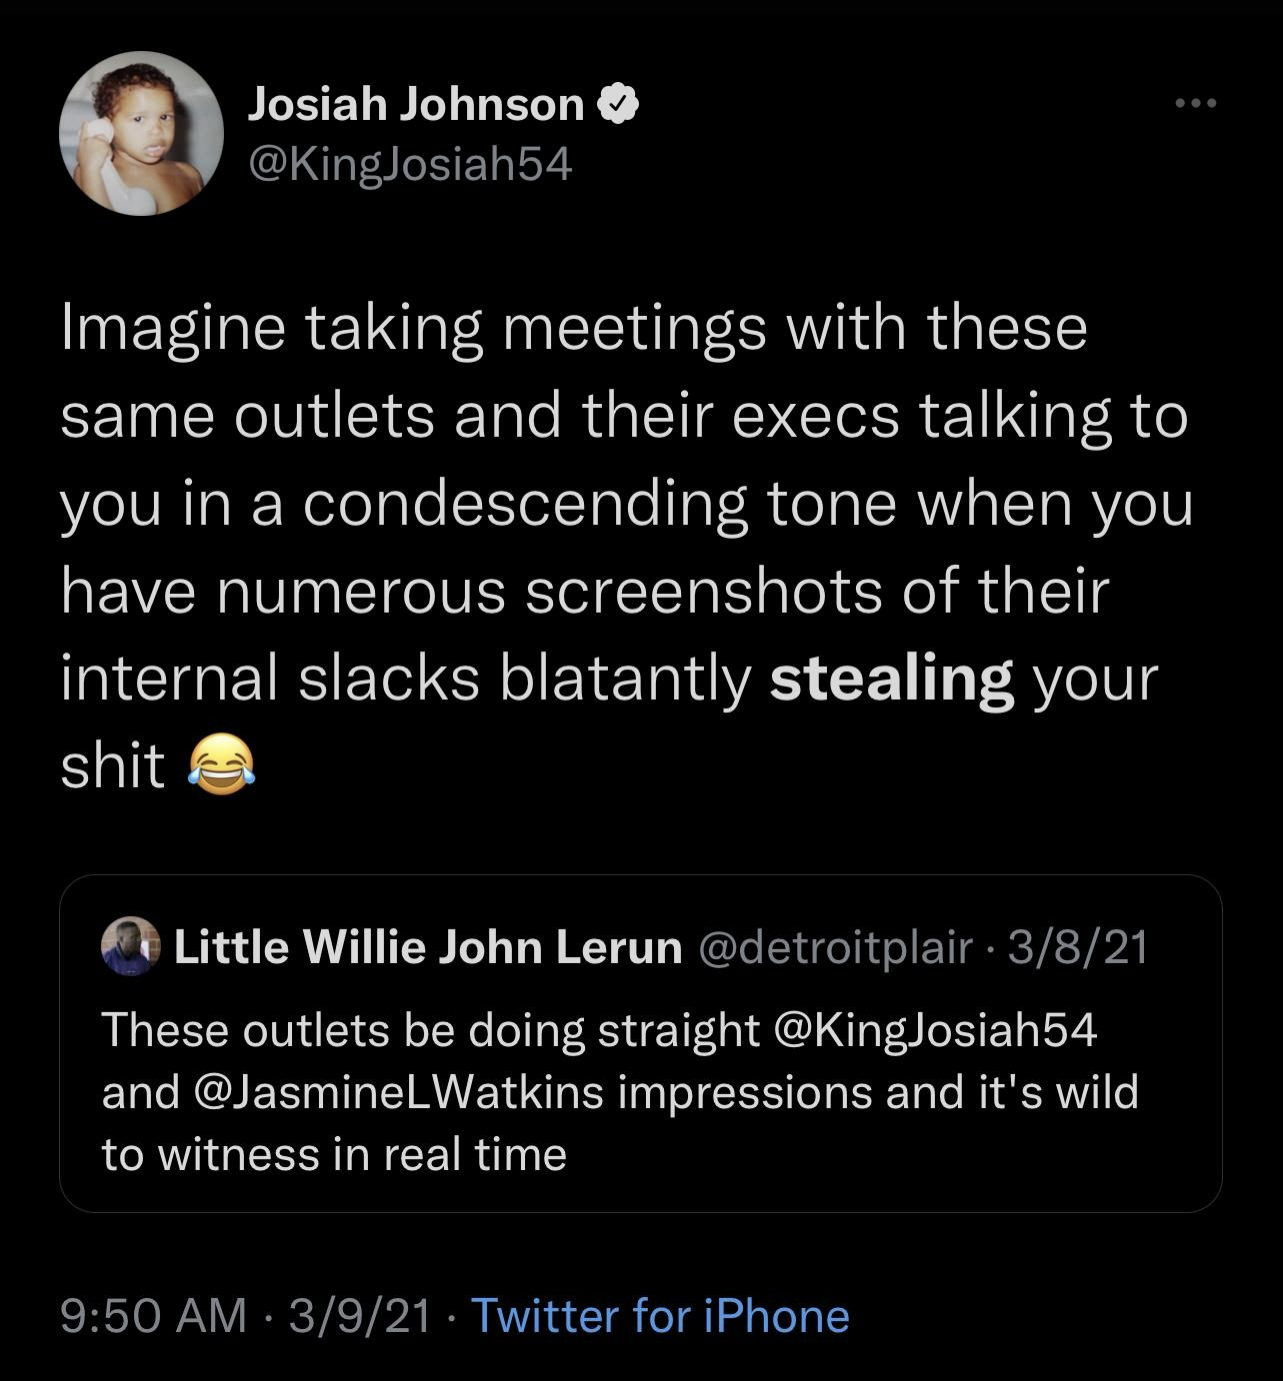 Josiah Johnson
@KingJosiah54
Imagine taking meetings with these
same outlets and their execs talking to
you in a condescending tone when you
have numerous screenshots of their
internal slacks blatantly stealing your
shit 😂
Little Willie John Lerun @detroitplair · 3/8/21
These outlets be doing straight @KingJosiah54
and @JasmineLWatkins impressions and it's wild
to witness in real time
9:50 AM · 3/9/21 · Twitter for iPhone